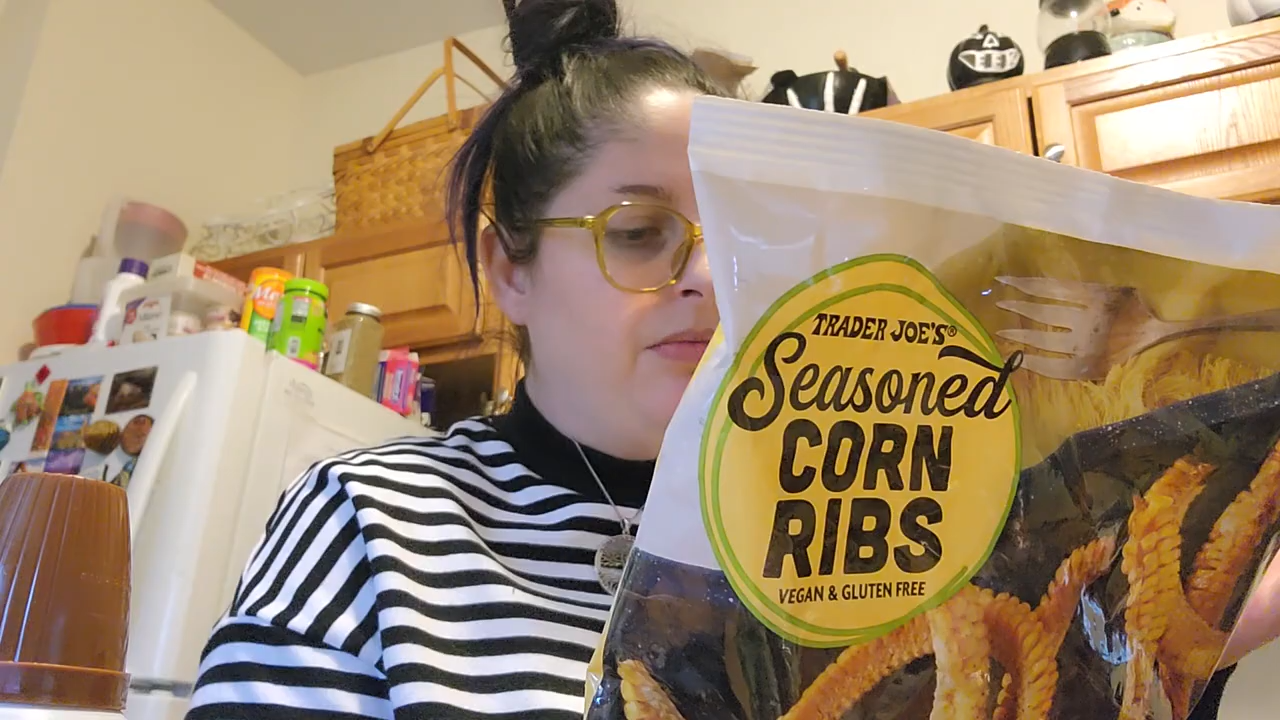 TRADER JOE'S®
Seasoned
CORN
RIBS
VEGAN & GLUTEN FREE